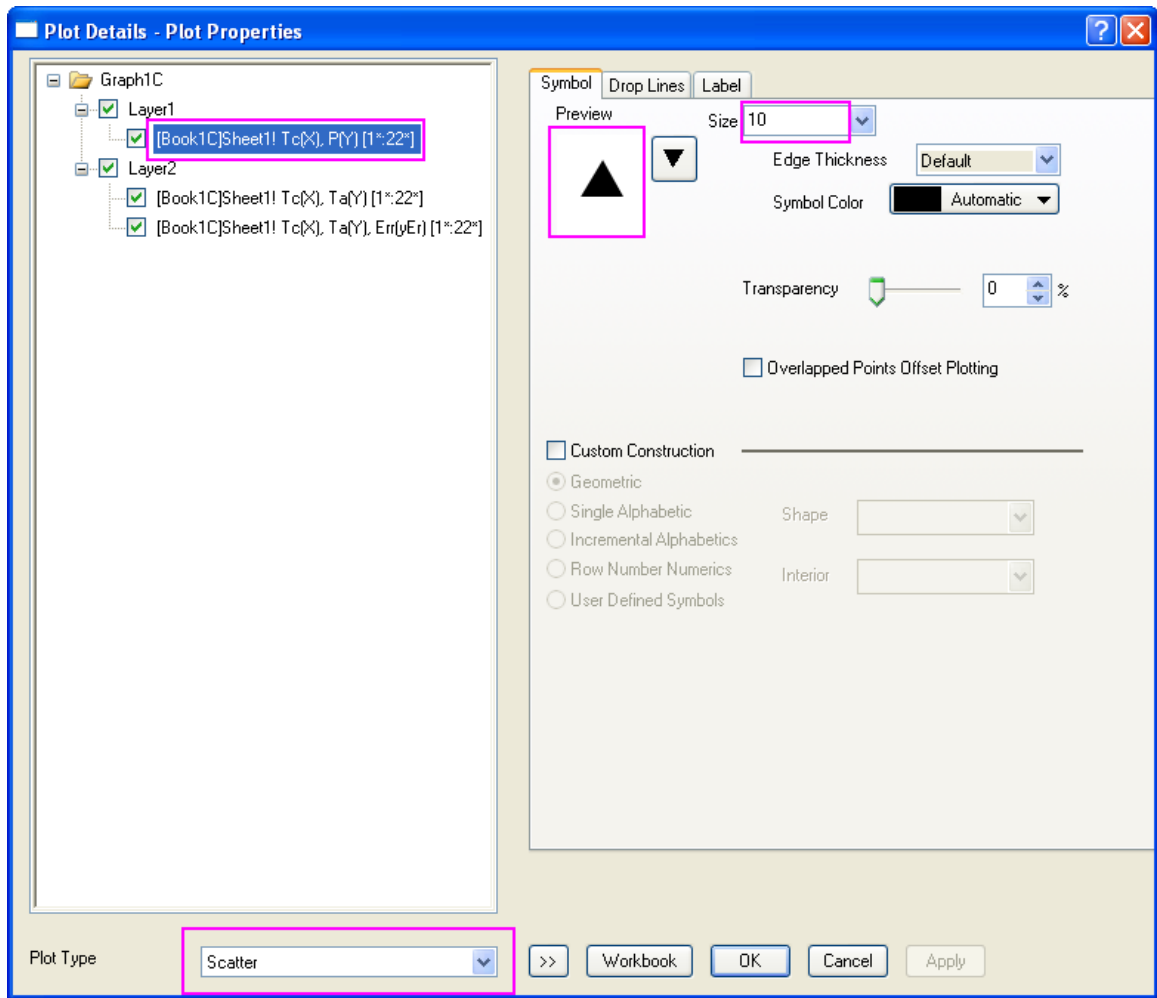 Plot Details - Plot Properties
Graph1C
Layer1
[Book1C]Sheet1! Tc(X), P(Y) [1*:22*]
Layer2
[Book1C]Sheet1! Tc(X), Ta(Y) [1*:22*]
[Book1C]Sheet1! Tc(X), Ta(Y), Err(yEr) [1*:22*]
Symbol Drop Lines Label
Preview
Size 10
Edge Thickness Default
Symbol Color Automatic
Transparency 0 %
Overlapped Points Offset Plotting
Custom Construction
Geometric
Single Alphabetic
Shape
Incremental Alphabetics
Row Number Numerics
Interior
User Defined Symbols
Plot Type Scatter >> Workbook OK Cancel Apply